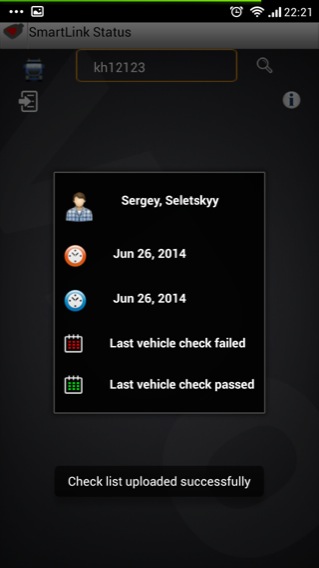 22:21
SmartLink Status
kh12123
Sergey, Seletskyy
Jun 26, 2014
Jun 26, 2014
Last vehicle check failed
Last vehicle check passed
Check list uploaded successfully